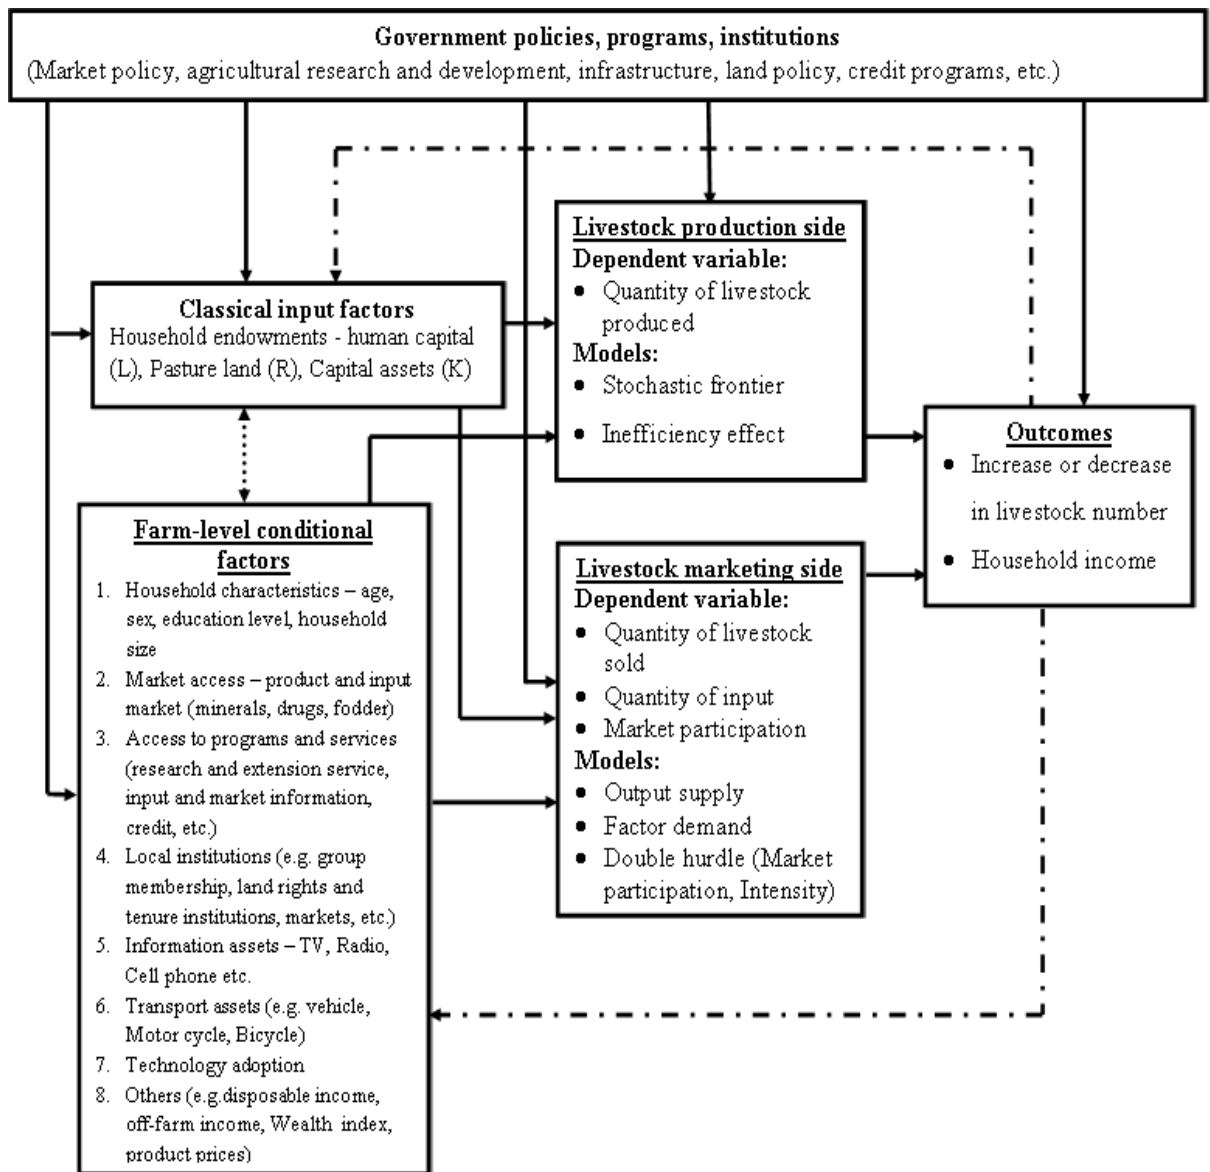 Government policies, programs, institutions
(Market policy, agricultural research and development, infrastructure, land policy, credit programs, etc.)
Classical input factors
Household endowments - human capital
(L), Pasture land (R), Capital assets (K)
Livestock production side
Dependent variable:
• Quantity of livestock
produced
Models:
• Stochastic frontier
• Inefficiency effect
Outcomes
• Increase or decrease
in livestock number
• Household income
Farm-level conditional
factors
1. Household characteristics – age,
sex, education level, household
size
2. Market access – product and input
market (minerals, drugs, fodder)
3. Access to programs and services
(research and extension service,
input and market information,
credit, etc.)
4. Local institutions (e.g. group
membership, land rights and
tenure institutions, markets, etc.)
5. Information assets – TV, Radio,
Cell phone etc.
6. Transport assets (e.g. vehicle,
Motor cycle, Bicycle)
7. Technology adoption
8. Others (e.g.disposable income,
off-farm income, Wealth index,
product prices)
Livestock marketing side
Dependent variable:
• Quantity of livestock
sold
• Quantity of input
• Market participation
Models:
• Output supply
• Factor demand
• Double hurdle (Market
participation, Intensity)